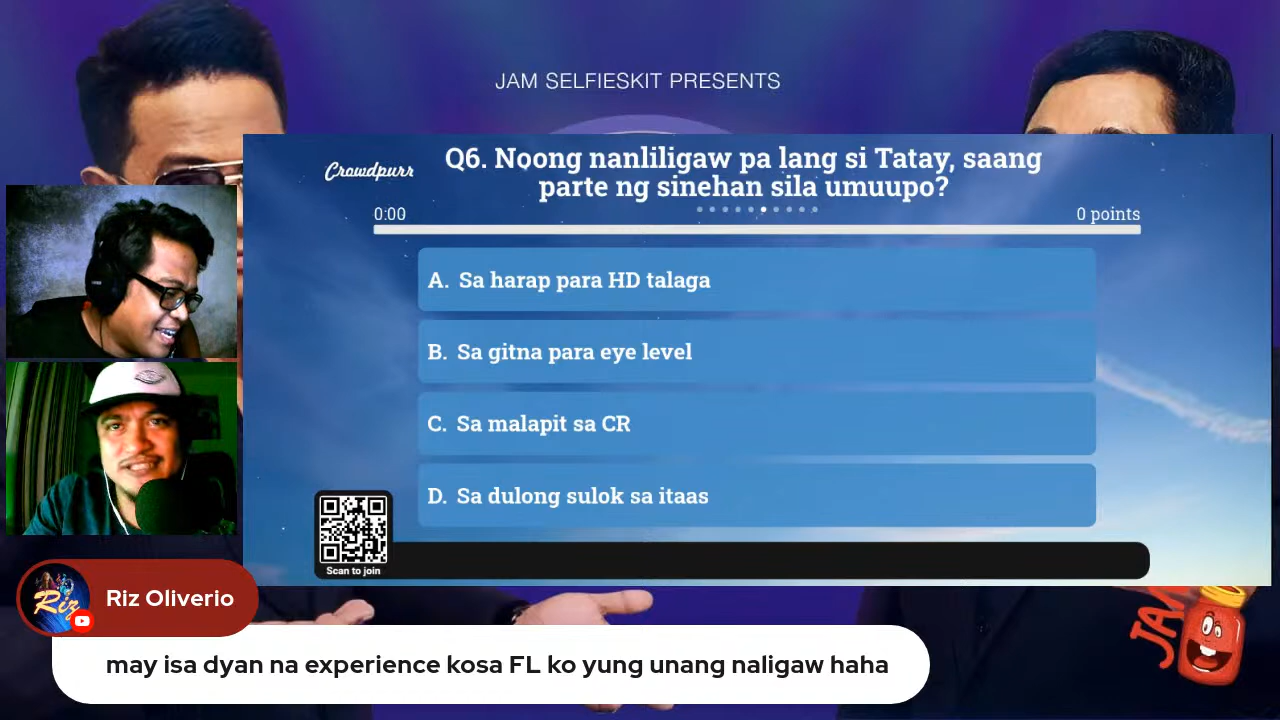 JAM SELFIESKIT PRESENTS
Crowdpurr
Q6. Noong nanliligaw pa lang si Tatay, saang
parte ng sinehan sila umuupo?
0:00
0 points
A. Sa harap para HD talaga
B. Sa gitna para eye level
C. Sa malapit sa CR
D. Sa dulong sulok sa itaas
Scan to join
Riz
Riz Oliverio
may isa dyan na experience kosa FL ko yung unang naligaw haha
JAM